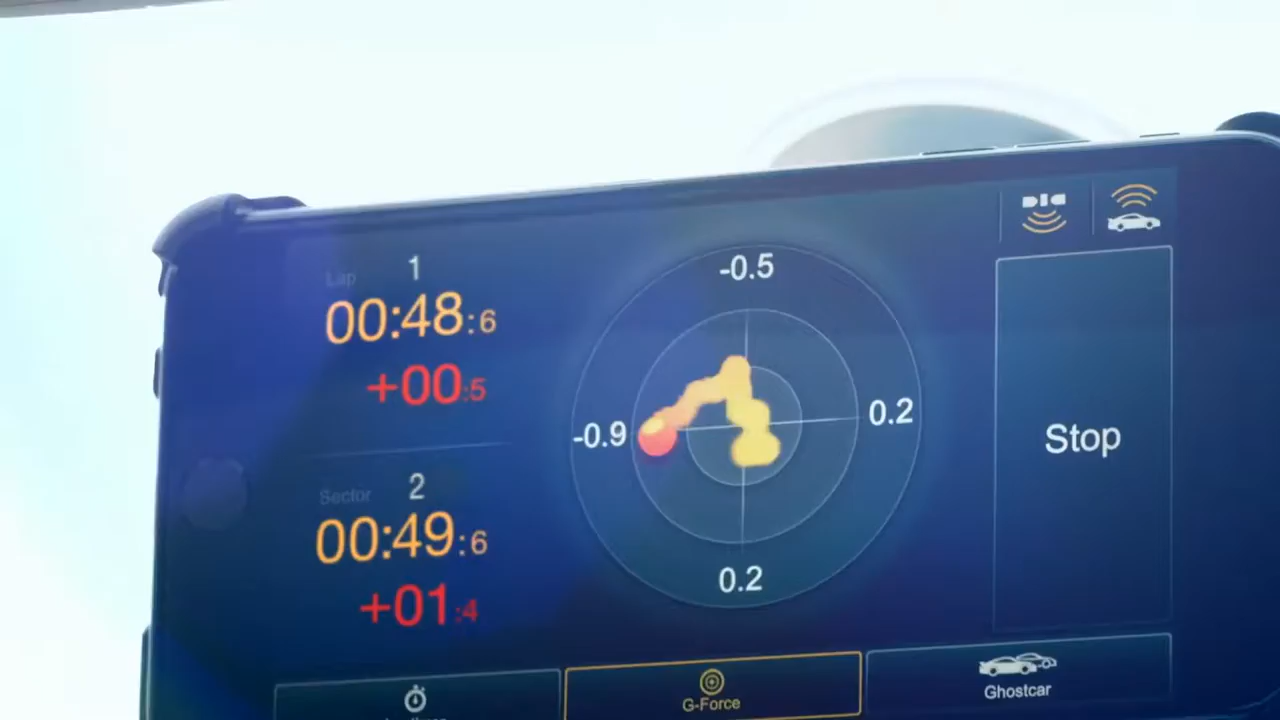 Lap 1
00:48:6
+00:5
Sector 2
00:49:6
+01:4
-0.5
-0.9
0.2
0.2
Stop
G-Force
Ghostcar